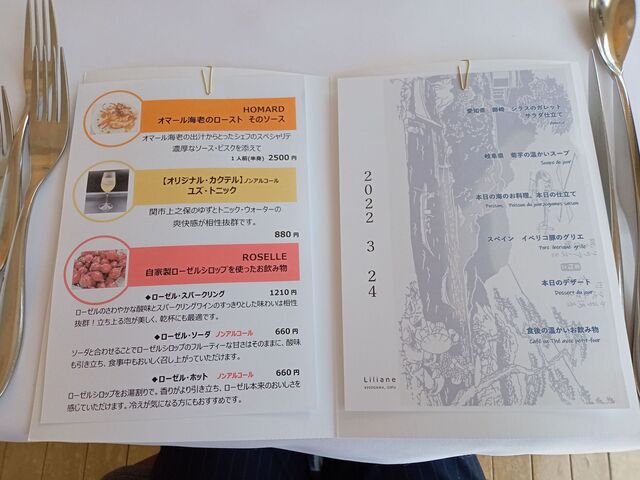 HOMARD
オマール海老のロースト そのソース
オマール海老の出汁からとったシェフのスペシャリテ
濃厚なソース・ビスクを添えて
1人前(半身) 2500円
【オリジナル・カクテル】ノンアルコール
ユズ・トニック
関市上之保のゆずとトニック・ウォーターの
爽快感が相性抜群です。
880円
ROSELLE
自家製ローゼルシロップを使ったお飲み物
◆ローゼル・スパークリング 1210円
ローゼルのさわやかな酸味とスパークリングワインのすっきりとした味わいは相性
抜群！立ち上る泡が美しく、乾杯にも最適です。
◆ローゼル・ソーダ ノンアルコール 660円
ソーダと合わせることでローゼルシロップのフルーティーな甘さはそのままに、酸味
も引き立ち、食事中もおいしく召し上がっていただけます。
◆ローゼル・ホット ノンアルコール 660円
ローゼルシロップをお湯割りで。香りがより引き立ち、ローゼル本来のおいしさを
感じていただけます。冷えが気になる方にもおすすめです。
2022 3 24
愛知県 篠崎 シラスのガレット
サラダ仕立て
岐阜県 菊芋の温かいスープ
Soupe du jour
本日の海のお料理、本日の仕立て
Poisson, Poisson du jour
スペイン イベリコ豚のグリエ
Porc Iberique grille
本日のデザート
Dessert du jour
食後の温かいお飲み物
Café ou Thé avec petit-four
Liliane